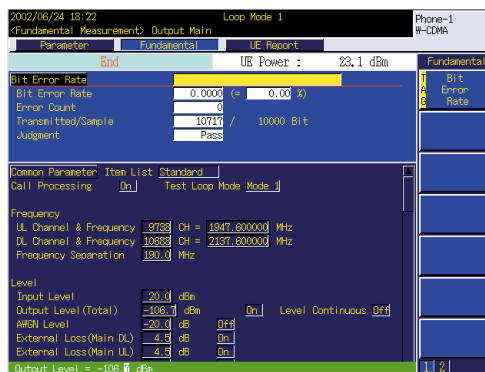 2002/06/24 18:22 Loop Mode 1 Phone-1
<Fundamental Measurement> Output Main W-CDMA
Parameter Fundamental UE Report
End UE Power : 23.1 dBm Fundamental
Bit Error Rate
Bit Error Rate 0.0000 (= 0.00 %)
Error Count 0
Transmitted/Sample 10717 / 10000 Bit
Judgment Pass
TAG Bit Error Rate
Common Parameter Item List Standard
Call Processing On Test Loop Mode Mode 1
Frequency
UL Channel & Frequency 9738 CH = 1947.600000 MHz
DL Channel & Frequency 10688 CH = 2137.600000 MHz
Frequency Separation 190.0 MHz
Level
Input Level 20.0 dBm
Output Level(Total) -106.7 dBm On Level Continuous Off
AWGN Level -20.0 dB Off
External Loss(Main DL) 4.5 dB On
External Loss(Main UL) 4.5 dB On
Output Level = -106.7 dBm 1 2